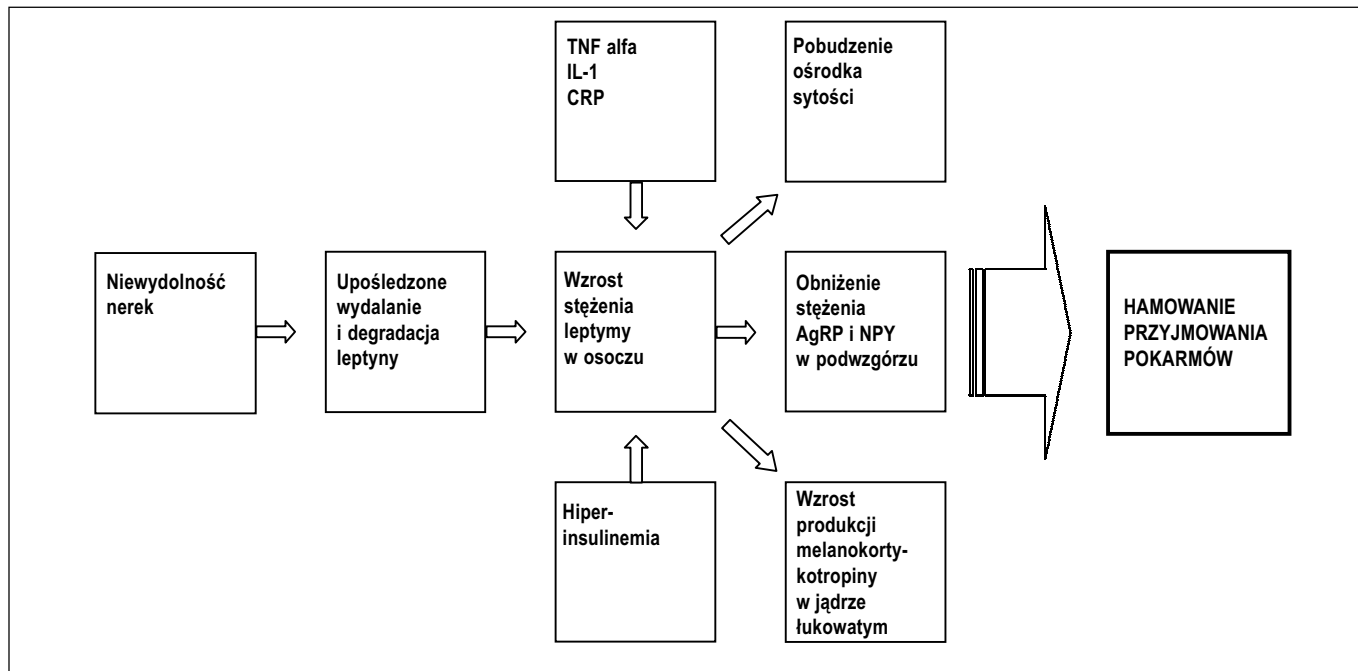 TNF alfa
IL-1
CRP
Pobudzenie
ośrodka
sytości
Niewydolność
nerek
Upośledzone
wydalanie
i degradacja
leptyny
Wzrost
stężenia
leptymy
w osoczu
Obniżenie
stężenia
AgRP i NPY
w podwzgórzu
HAMOWANIE
PRZYJMOWANIA
POKARMÓW
Hiper-
insulinemia
Wzrost
produkcji
melanokorty-
kotropiny
w jądrze
łukowatym